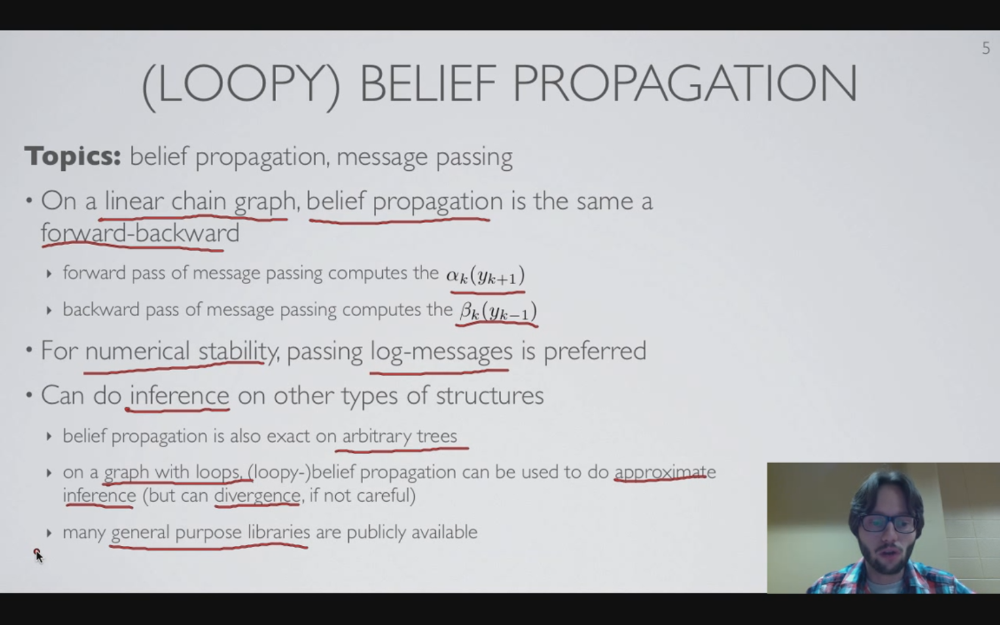 5
(LOOPY) BELIEF PROPAGATION
Topics: belief propagation, message passing
• On a linear chain graph, belief propagation is the same a
forward-backward
‣ forward pass of message passing computes the αₖ(yₖ₊₁)
‣ backward pass of message passing computes the βₖ(yₖ₋₁)
• For numerical stability, passing log-messages is preferred
• Can do inference on other types of structures
‣ belief propagation is also exact on arbitrary trees
‣ on a graph with loops, (loopy-)belief propagation can be used to do approximate
inference (but can divergence, if not careful)
‣ many general purpose libraries are publicly available